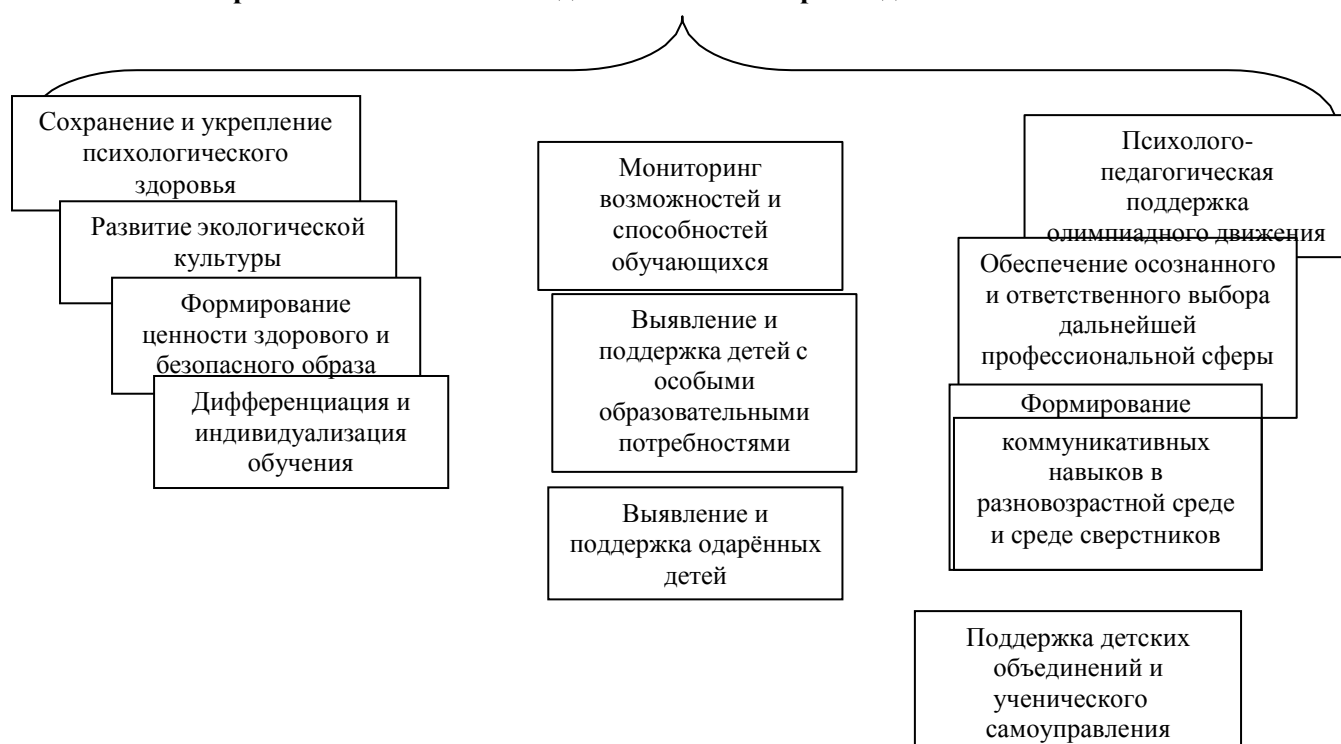 Сохранение и укрепление
психологического
здоровья
Развитие экологической
культуры
Формирование
ценности здорового и
безопасного образа
Дифференциация и
индивидуализация
обучения
Мониторинг
возможностей и
способностей
обучающихся
Выявление и
поддержка детей с
особыми
образовательными
потребностями
Выявление и
поддержка одарённых
детей
Психолого-
педагогическая
поддержка
олимпиадного движения
Обеспечение осознанного
и ответственного выбора
дальнейшей
профессиональной сферы
Формирование
коммуникативных
навыков в
разновозрастной среде
и среде сверстников
Поддержка детских
объединений и
ученического
самоуправления